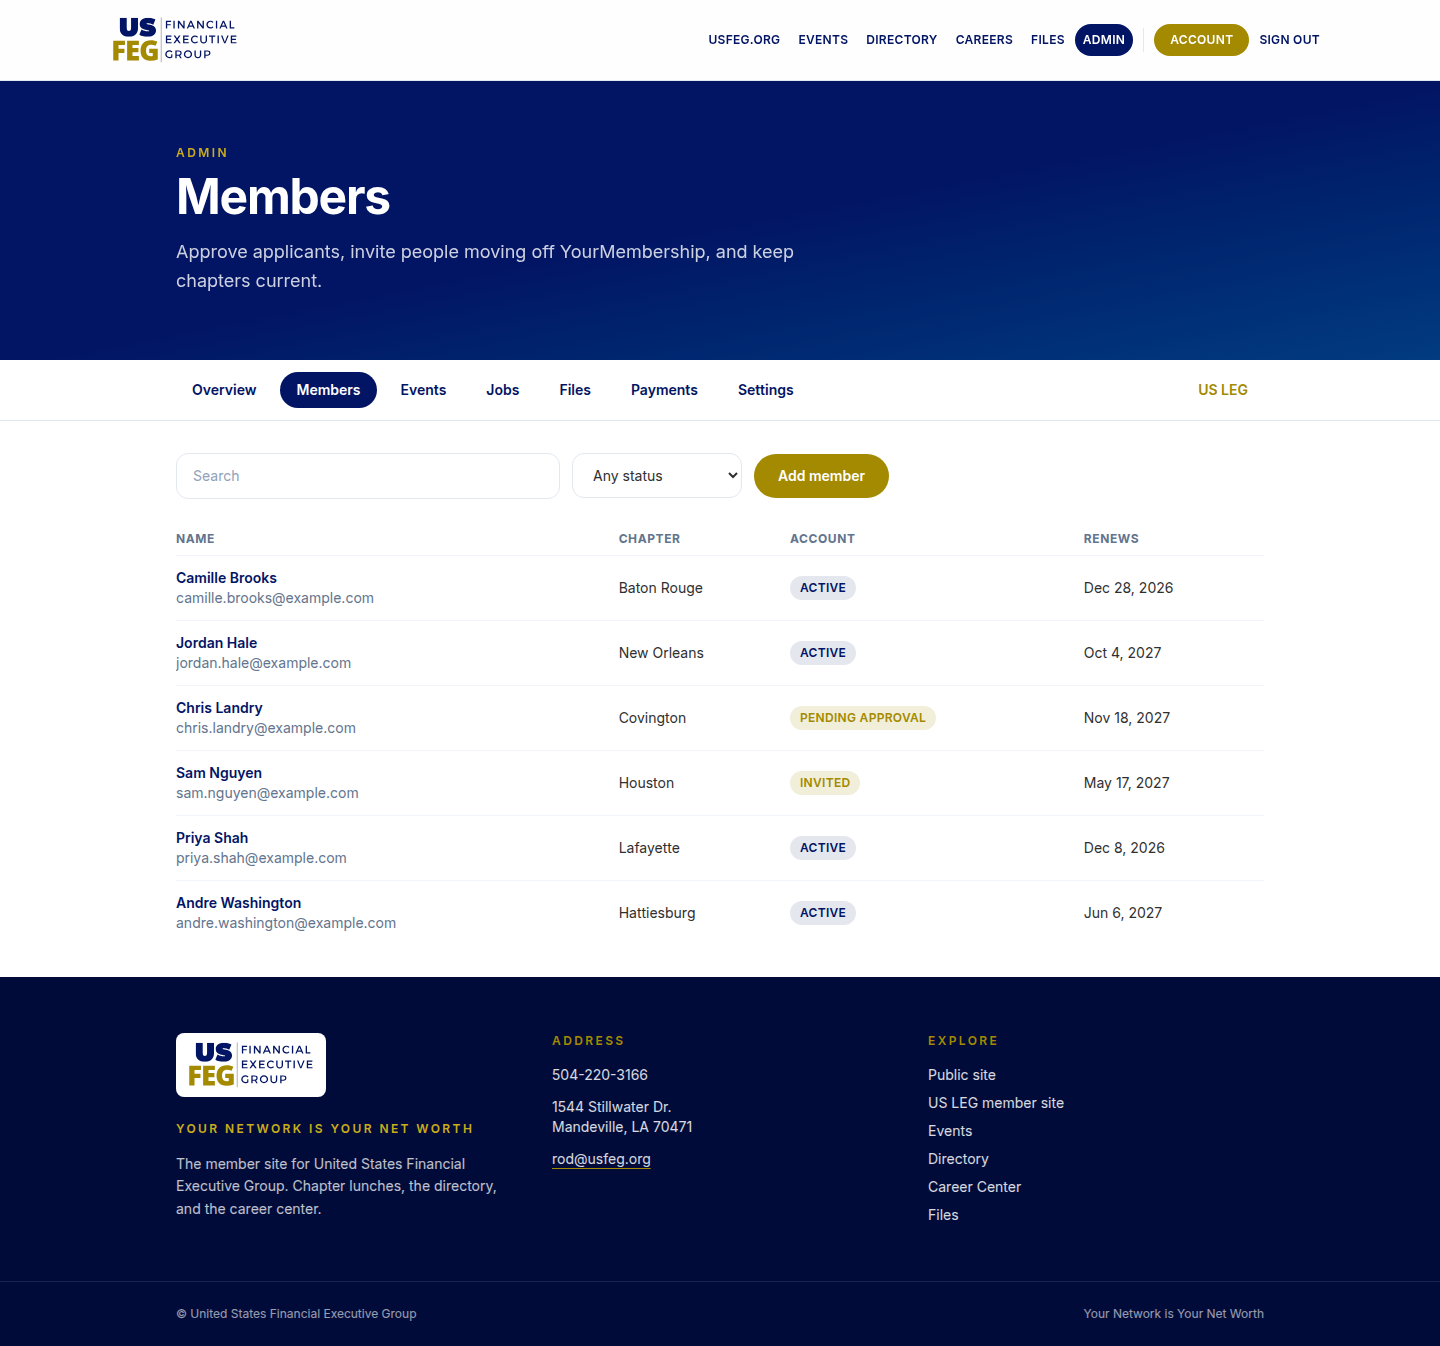 US FEG FINANCIAL EXECUTIVE GROUP
USFEG.ORG EVENTS DIRECTORY CAREERS FILES ADMIN ACCOUNT SIGN OUT
ADMIN
Members
Approve applicants, invite people moving off YourMembership, and keep
chapters current.
Overview Members Events Jobs Files Payments Settings US LEG
Search Any status Add member
NAME CHAPTER ACCOUNT RENEWS
Camille Brooks
camille.brooks@example.com
Baton Rouge ACTIVE Dec 28, 2026
Jordan Hale
jordan.hale@example.com
New Orleans ACTIVE Oct 4, 2027
Chris Landry
chris.landry@example.com
Covington PENDING APPROVAL Nov 18, 2027
Sam Nguyen
sam.nguyen@example.com
Houston INVITED May 17, 2027
Priya Shah
priya.shah@example.com
Lafayette ACTIVE Dec 8, 2026
Andre Washington
andre.washington@example.com
Hattiesburg ACTIVE Jun 6, 2027
US FEG FINANCIAL EXECUTIVE GROUP
YOUR NETWORK IS YOUR NET WORTH
The member site for United States Financial
Executive Group. Chapter lunches, the directory,
and the career center.
ADDRESS
504-220-3166
1544 Stillwater Dr.
Mandeville, LA 70471
rod@usfeg.org
EXPLORE
Public site
US LEG member site
Events
Directory
Career Center
Files
© United States Financial Executive Group
Your Network is Your Net Worth